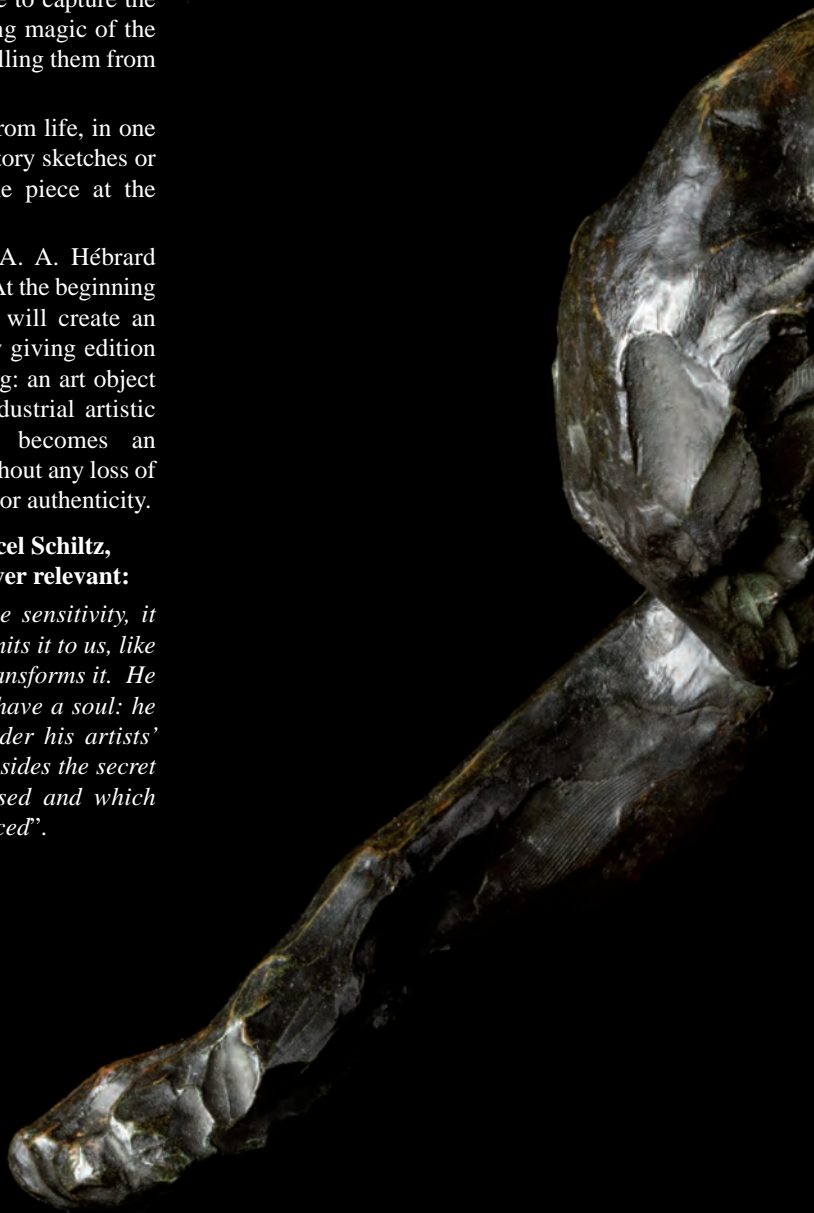 e to capture the
ng magic of the
lling them from
rom life, in one
tory sketches or
e piece at the
A. A. Hébrard
At the beginning
will create an
giving edition
g: an art object
dustrial artistic
becomes an
hout any loss of
or authenticity.
cel Schiltz,
ver relevant:
e sensitivity, it
nits it to us, like
ansforms it. He
have a soul: he
der his artists’
sides the secret
sed and which
ced”.